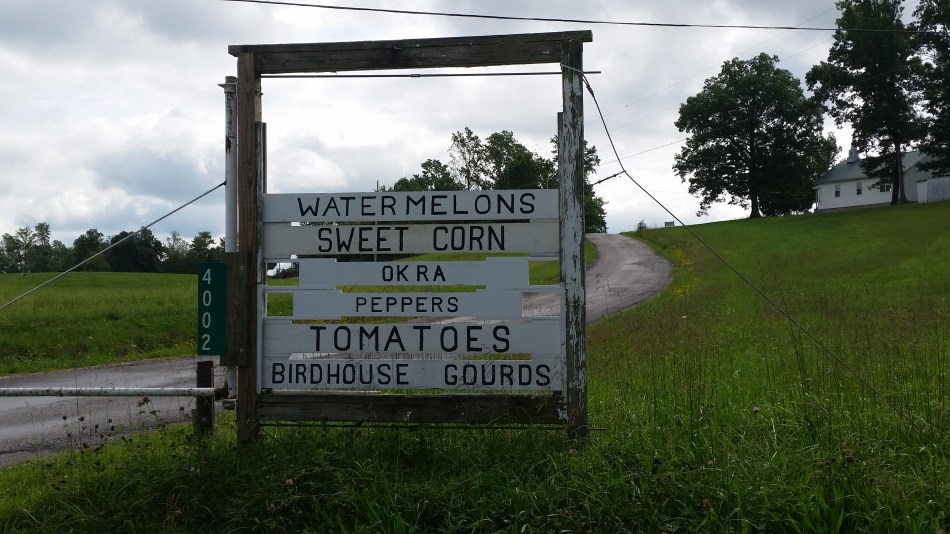 WATERMELONS
SWEET CORN
OKRA
PEPPERS
TOMATOES
BIRDHOUSE GOURDS
4002